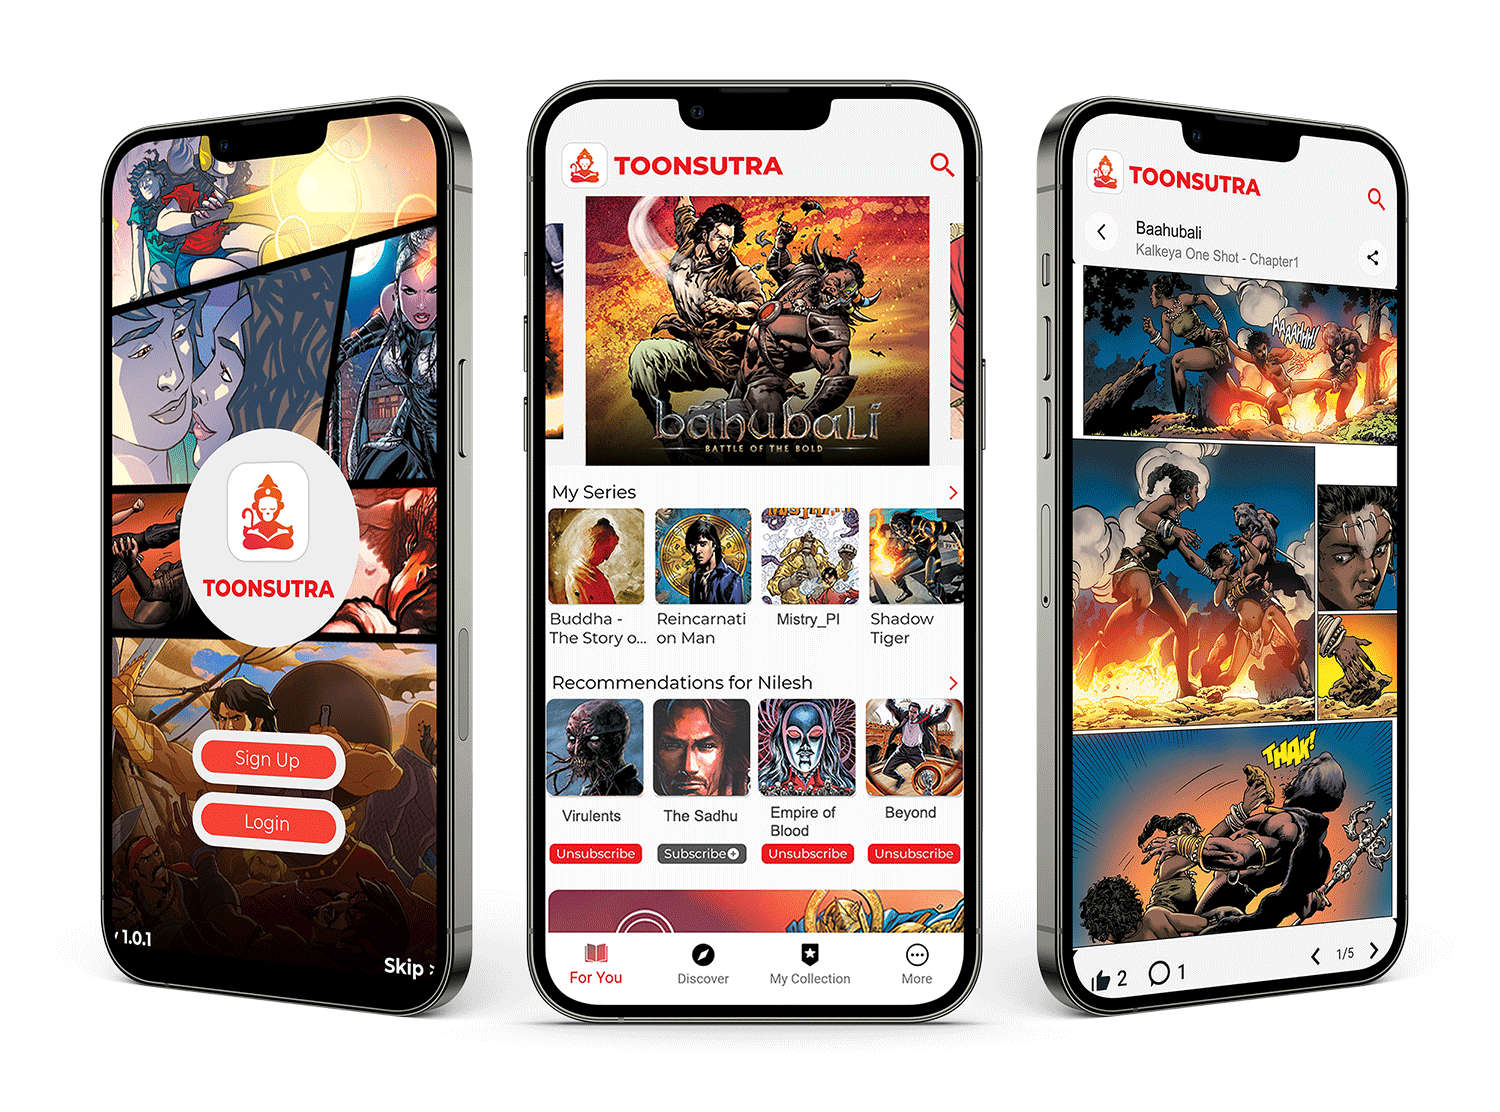 TOONSUTRA
Sign Up
Login
v 1.0.1
Skip >
TOONSUTRA
bāhubali
BATTLE OF THE BOLD
My Series
Buddha -
The Story o...
Reincarnati
on Man
Mistry_PI
Shadow
Tiger
Recommendations for Nilesh
Virulents
The Sadhu
Empire of
Blood
Beyond
Unsubscribe
Subscribe
Unsubscribe
Unsubscribe
For You
Discover
My Collection
More
TOONSUTRA
Baahubali
Kalkeya One Shot - Chapter1
AAAAHHH!
THAK!
2
1
1/5